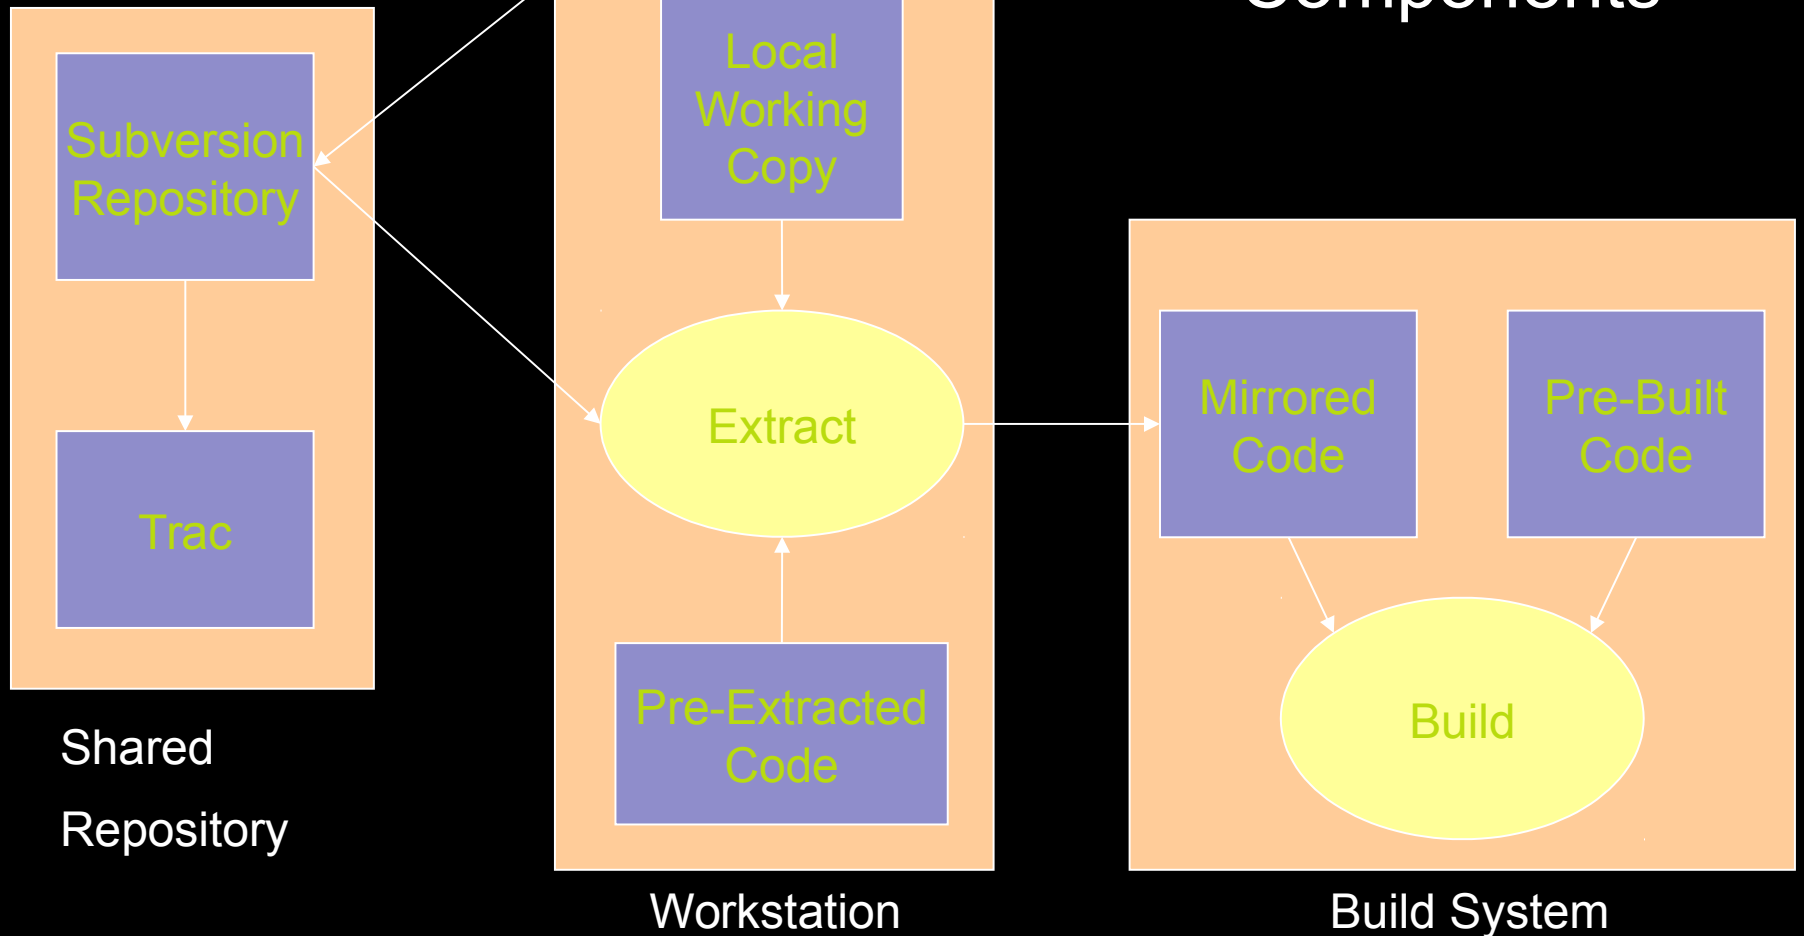 Components
Subversion
Repository
Trac
Shared
Repository
Local
Working
Copy
Extract
Pre-Extracted
Code
Workstation
Mirrored
Code
Pre-Built
Code
Build
Build System